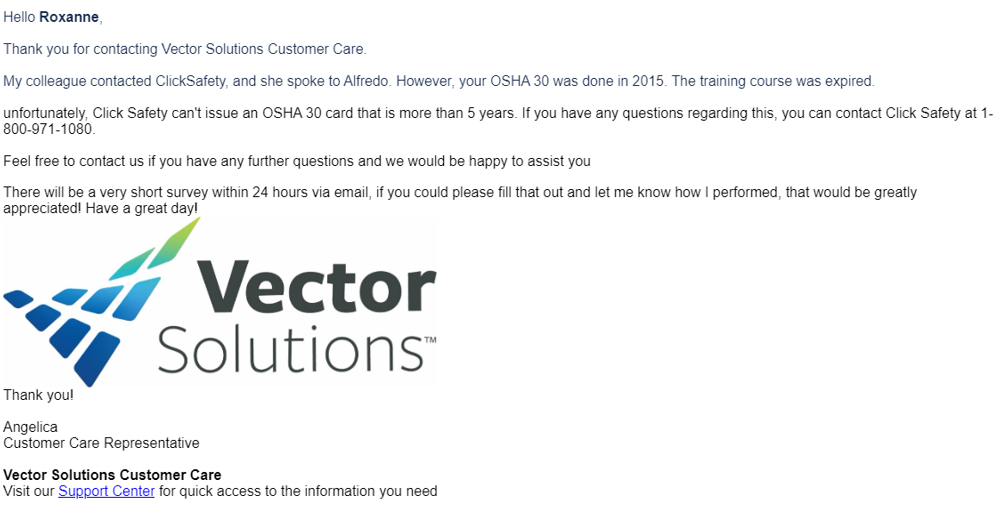 Hello Roxanne,
Thank you for contacting Vector Solutions Customer Care.
My colleague contacted ClickSafety, and she spoke to Alfredo. However, your OSHA 30 was done in 2015. The training course was expired.
unfortunately, Click Safety can't issue an OSHA 30 card that is more than 5 years. If you have any questions regarding this, you can contact Click Safety at 1-
800-971-1080.
Feel free to contact us if you have any further questions and we would be happy to assist you
There will be a very short survey within 24 hours via email, if you could please fill that out and let me know how I performed, that would be greatly
appreciated! Have a great day!
Vector
Solutions™
Thank you!
Angelica
Customer Care Representative
Vector Solutions Customer Care
Visit our Support Center for quick access to the information you need